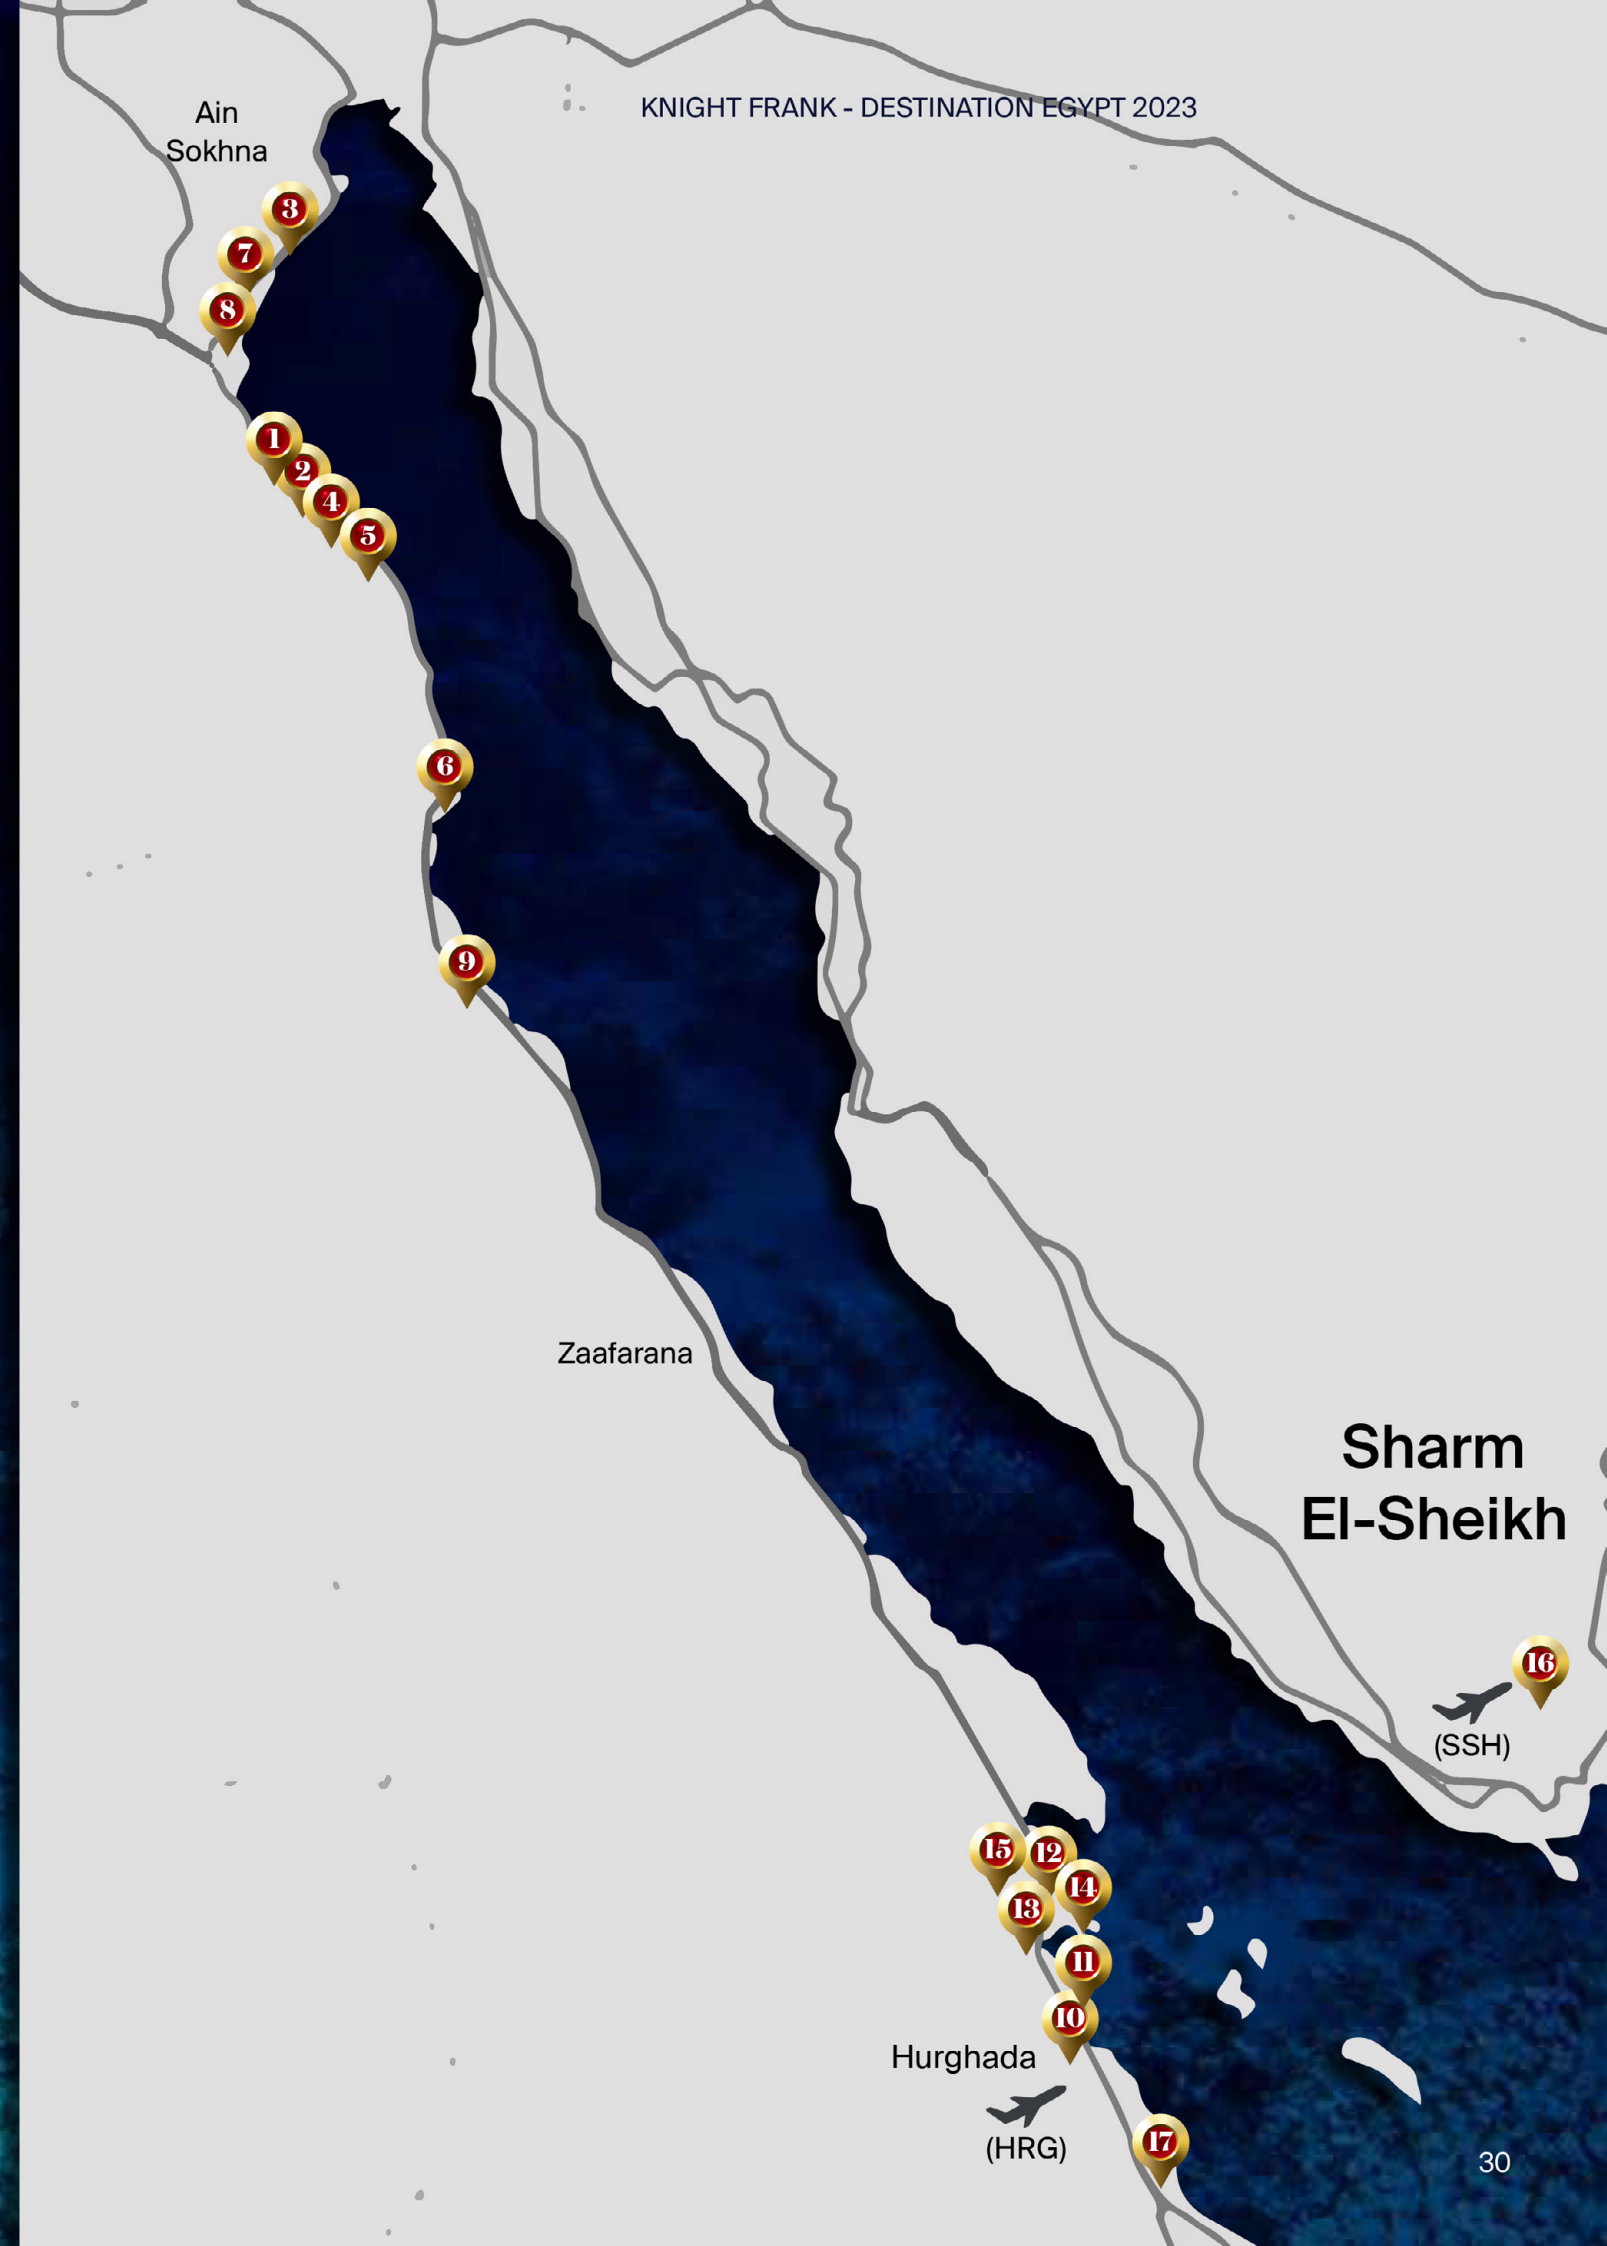 KNIGHT FRANK - DESTINATION EGYPT 2023
Ain
Sokhna
3
7
8
1
2
4
5
6
9
Zaafarana
Sharm
El-Sheikh
16
(SSH)
15
12
14
13
11
10
Hurghada
(HRG)
17
30